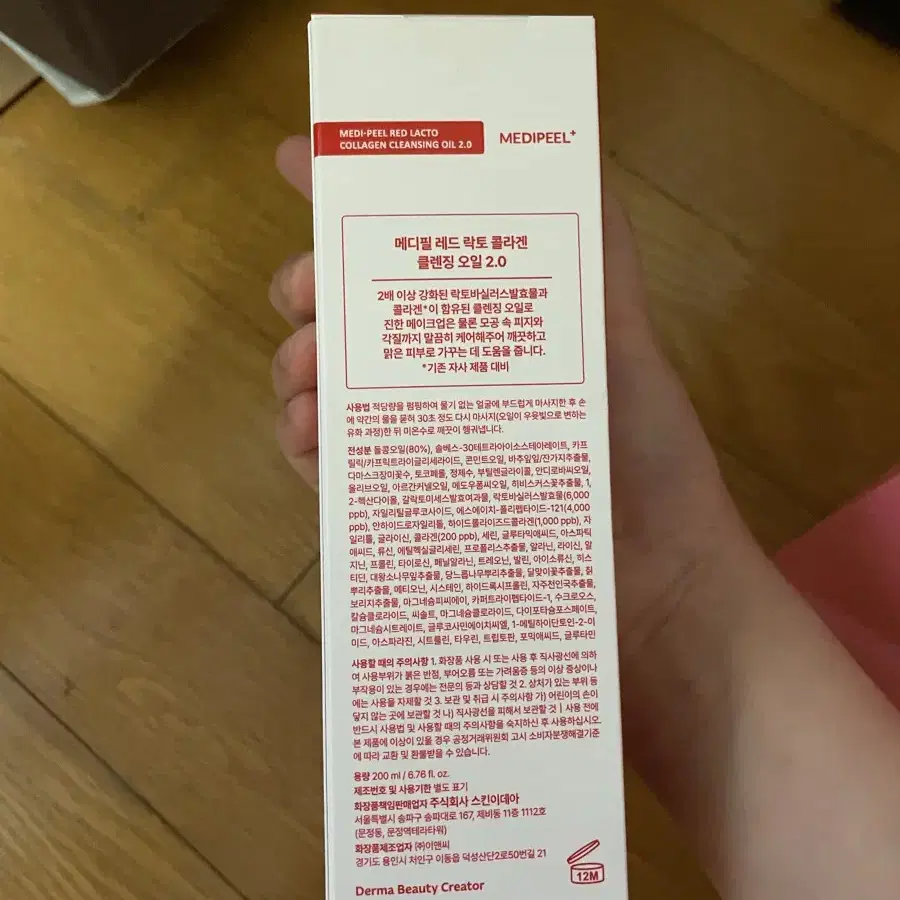 MEDI-PEEL RED LACTO
COLLAGEN CLEANSING OIL 2.0
MEDIPEEL+
메디필 레드 락토 콜라겐
클렌징 오일 2.0
2배 이상 강화된 락토바실러스발효물과
콜라겐*이 함유된 클렌징 오일로
진한 메이크업은 물론 모공 속 피지와
각질까지 말끔히 케어해주어 깨끗하고
맑은 피부로 가꾸는 데 도움을 줍니다.
*기존 자사 제품 대비
사용법 적당량을 펌핑하여 물기 없는 얼굴에 부드럽게 마사지한 후 손
에 약간의 물을 묻혀 30초 정도 다시 마사지(오일이 우윳빛으로 변하는
유화 과정)한 뒤 미온수로 깨끗이 헹궈냅니다.
전성분 들콩오일(80%), 솔베스-30테트라아이소스테아레이트, 카프
릴릭/카프릭트라이글리세라이드, 콘민트오일, 바추잎일/잔가지추출물,
다마스크장미꽃수, 토코페롤, 정제수, 부틸렌글라이콜, 안디로바씨오일,
올리브오일, 아르간커넬오일, 메도우폼씨오일, 히비스커스꽃추출물, 1,
2-헥산다이올, 갈락토미세스발효여과물, 락토바실러스발효물(6,000
ppb), 자일리틸글루코사이드, 에스에이치-폴리펩타이드-121(4,000
ppb), 안하이드로자일리톨, 하이드롤라이즈드콜라겐(1,000 ppb), 자
일리톨, 글라이신, 콜라겐(200 ppb), 세린, 글루타믹애씨드, 아스파틱
애씨드, 류신, 에틸헥실글리세린, 프로폴리스추출물, 알라닌, 라이신, 알
지닌, 프롤린, 타이로신, 페닐알라닌, 트레오닌, 발린, 아이소류신, 히스
티딘, 대왕소나무잎추출물, 당느릅나무뿌리추출물, 달맞이꽃추출물, 칡
뿌리추출물, 메티오닌, 시스테인, 하이드록시프롤린, 자주천인국추출물,
보리지추출물, 마그네슘피씨에이, 카퍼트라이펩타이드-1, 수크로오스,
칼슘클로라이드, 씨솔트, 마그네슘클로라이드, 다이포타슘포스페이트,
마그네슘시트레이트, 글루코사민에이치씨엘, 1-메틸하이단토인-2-이
미드, 아스파라진, 시트룰린, 타우린, 트립토판, 포믹애씨드, 글루타민
사용할 때의 주의사항 1. 화장품 사용 시 또는 사용 후 직사광선에 의하
여 사용부위가 붉은 반점, 부어오름 또는 가려움증 등의 이상 증상이나
부작용이 있는 경우에는 전문의 등과 상담할 것 2. 상처가 있는 부위 등
에는 사용을 자제할 것 3. 보관 및 취급 시 주의사항 가) 어린이의 손이
닿지 않는 곳에 보관할 것 나) 직사광선을 피해서 보관할 것 | 사용 전에
반드시 사용법 및 사용할 때의 주의사항을 숙지하신 후 사용하십시오.
본 제품에 이상이 있을 경우 공정거래위원회 고시 소비자분쟁해결기준
에 따라 교환 및 환불받을 수 있습니다.
용량 200 ml / 6.76 fl. oz.
제조번호 및 사용기한 별도 표기
화장품책임판매업자 주식회사 스킨이데아
서울특별시 송파구 송파대로 167, 제비동 11층 1112호
(문정동, 문정역테라타워)
화장품제조업자 ㈜이앤씨
경기도 용인시 처인구 이동읍 덕성산단2로50번길 21
12M
Derma Beauty Creator